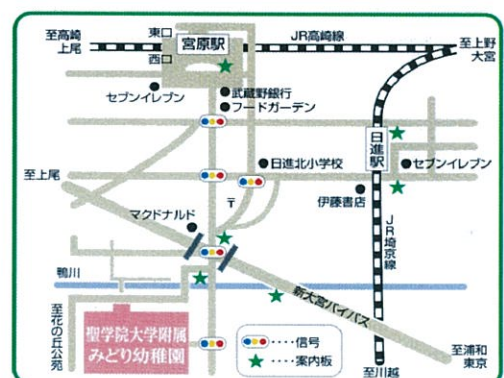 至高崎
上尾
東口
西口
宮原駅
JR高崎線
至上野
大宮
セブンイレブン
武蔵野銀行
フードガーデン
日進駅
日進北小学校
セブンイレブン
至上尾
伊藤書店
〒
マクドナルド
JR埼京線
鴨川
新大宮バイパス
至花の丘公苑
聖学院大学附属
みどり幼稚園
‥‥信号
‥‥案内板
至浦和
東京
至川越